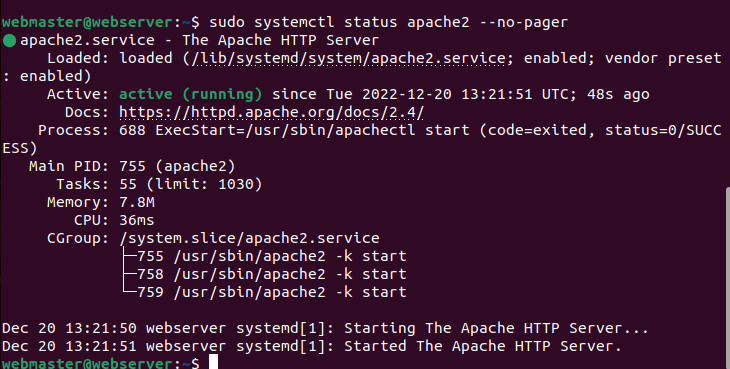 webmaster@webserver:~$ sudo systemctl status apache2 --no-pager
● apache2.service - The Apache HTTP Server
     Loaded: loaded (/lib/systemd/system/apache2.service; enabled; vendor preset
: enabled)
     Active: active (running) since Tue 2022-12-20 13:21:51 UTC; 48s ago
       Docs: https://httpd.apache.org/docs/2.4/
    Process: 688 ExecStart=/usr/sbin/apachectl start (code=exited, status=0/SUCC
ESS)
   Main PID: 755 (apache2)
      Tasks: 55 (limit: 1030)
     Memory: 7.8M
        CPU: 36ms
     CGroup: /system.slice/apache2.service
             ├─755 /usr/sbin/apache2 -k start
             ├─758 /usr/sbin/apache2 -k start
             └─759 /usr/sbin/apache2 -k start

Dec 20 13:21:50 webserver systemd[1]: Starting The Apache HTTP Server...
Dec 20 13:21:51 webserver systemd[1]: Started The Apache HTTP Server.
webmaster@webserver:~$